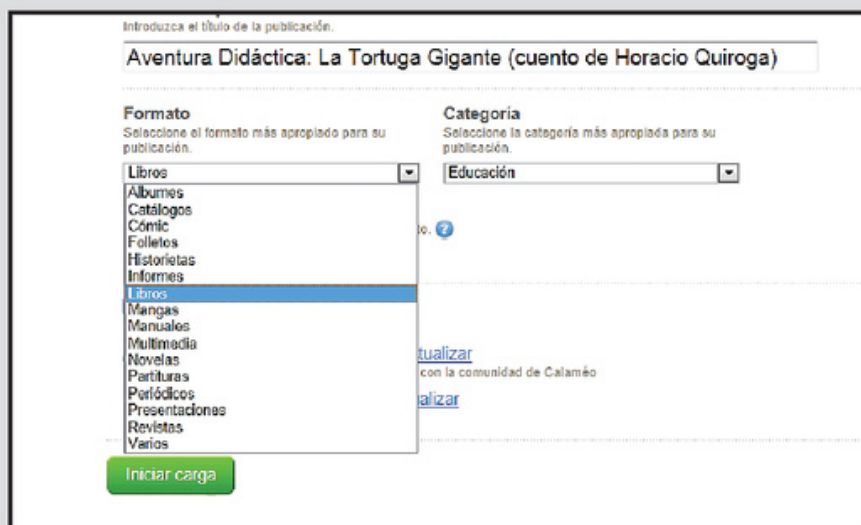 Introduzca el título de la publicación.
Aventura Didáctica: La Tortuga Gigante (cuento de Horacio Quiroga)
Formato
Seleccione el formato más apropiado para su
publicación.
Categoría
Seleccione la categoría más apropiada para su
publicación.
Libros
Educación
Albumes
Catálogos
Cómic
Folletos
to.
Historietas
Informes
Libros
Mangas
Manuales
Multimedia
tualizar
Novelas
con la comunidad de Calaméo
Partituras
Periódicos
alizar
Presentaciones
Revistas
Varios
Iniciar carga